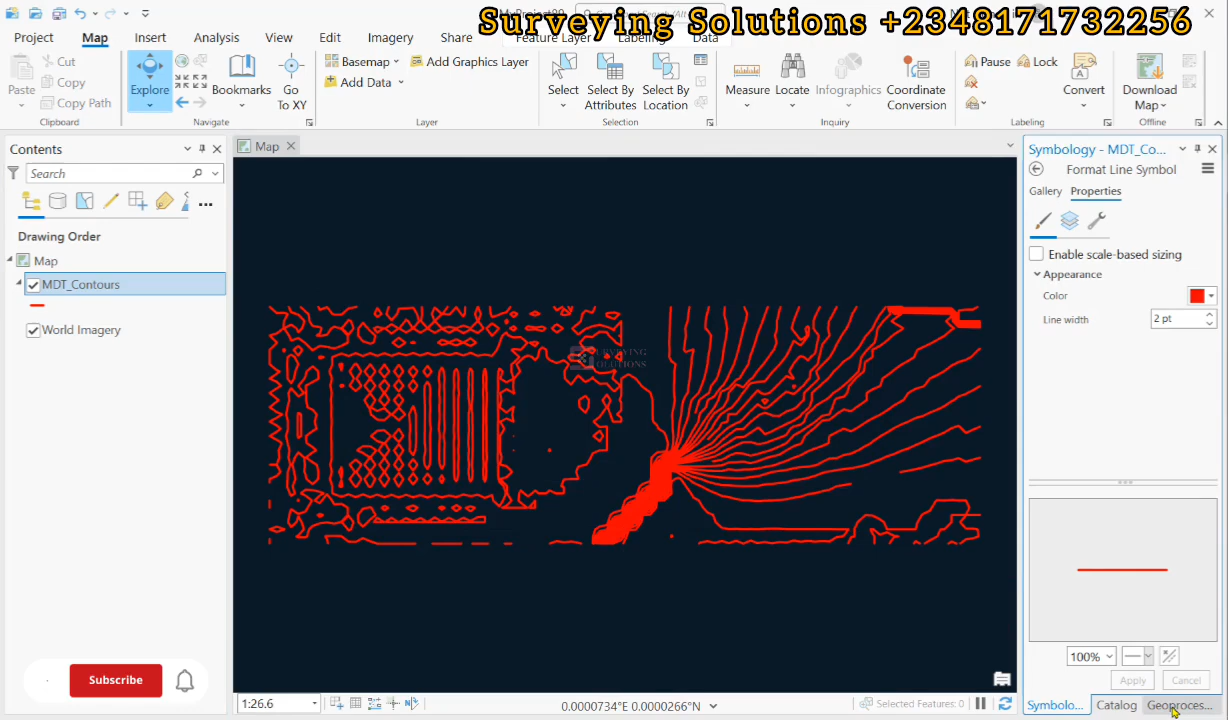 MyProject89
Surveying Solutions +2348171732256
Project
Map
Insert
Analysis
View
Edit
Imagery
Share
Feature Layer
Labeling
Data
Paste
Cut
Copy
Copy Path
Clipboard
Explore
Bookmarks
Go
To XY
Navigate
Basemap
Add Data
Add Graphics Layer
Layer
Select
Select By
Attributes
Select By
Location
Selection
Measure
Locate
Infographics
Coordinate
Conversion
Inquiry
Pause
Lock
Convert
Labeling
Download
Map
Offline
Contents
Search
Drawing Order
Map
MDT_Contours
World Imagery
Subscribe
Map
SURVEYING
SOLUTIONS
1:26.6
0.0000734°E 0.0000266°N
Selected Features: 0
Symbology - MDT_Co...
Format Line Symbol
Gallery
Properties
Enable scale-based sizing
Appearance
Color
Line width
2 pt
100%
Apply
Cancel
Symbolo...
Catalog
Geoproces...